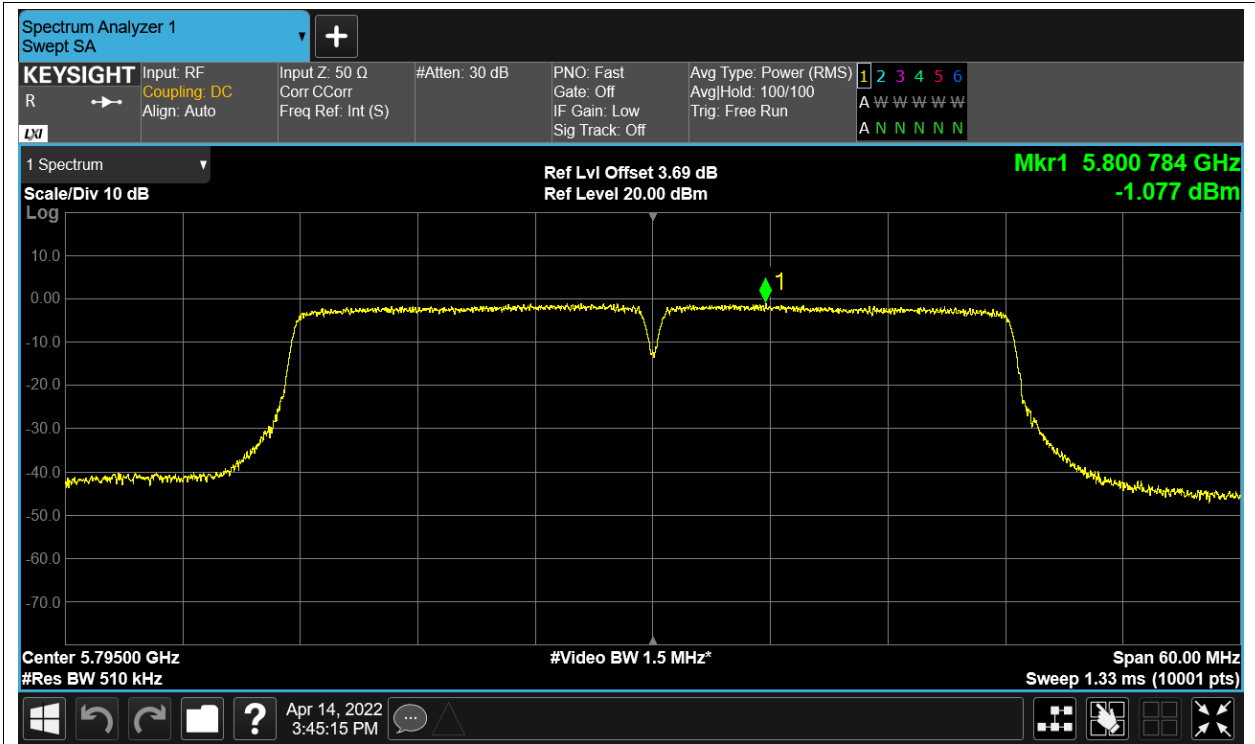 Spectrum Analyzer 1
Swept SA
+
KEYSIGHT
R
LXI
Input: RF
Coupling: DC
Align: Auto
Input Z: 50 Ω
Corr CCorr
Freq Ref: Int (S)
#Atten: 30 dB
PNO: Fast
Gate: Off
IF Gain: Low
Sig Track: Off
Avg Type: Power (RMS)
Avg|Hold: 100/100
Trig: Free Run
1 2 3 4 5 6
A W W W W W
A N N N N N
1 Spectrum
Scale/Div 10 dB
Log
Ref Lvl Offset 3.69 dB
Ref Level 20.00 dBm
Mkr1 5.800 784 GHz
-1.077 dBm
1
10.0
0.00
-10.0
-20.0
-30.0
-40.0
-50.0
-60.0
-70.0
Center 5.79500 GHz
#Res BW 510 kHz
#Video BW 1.5 MHz*
Span 60.00 MHz
Sweep 1.33 ms (10001 pts)
?
Apr 14, 2022
3:45:15 PM